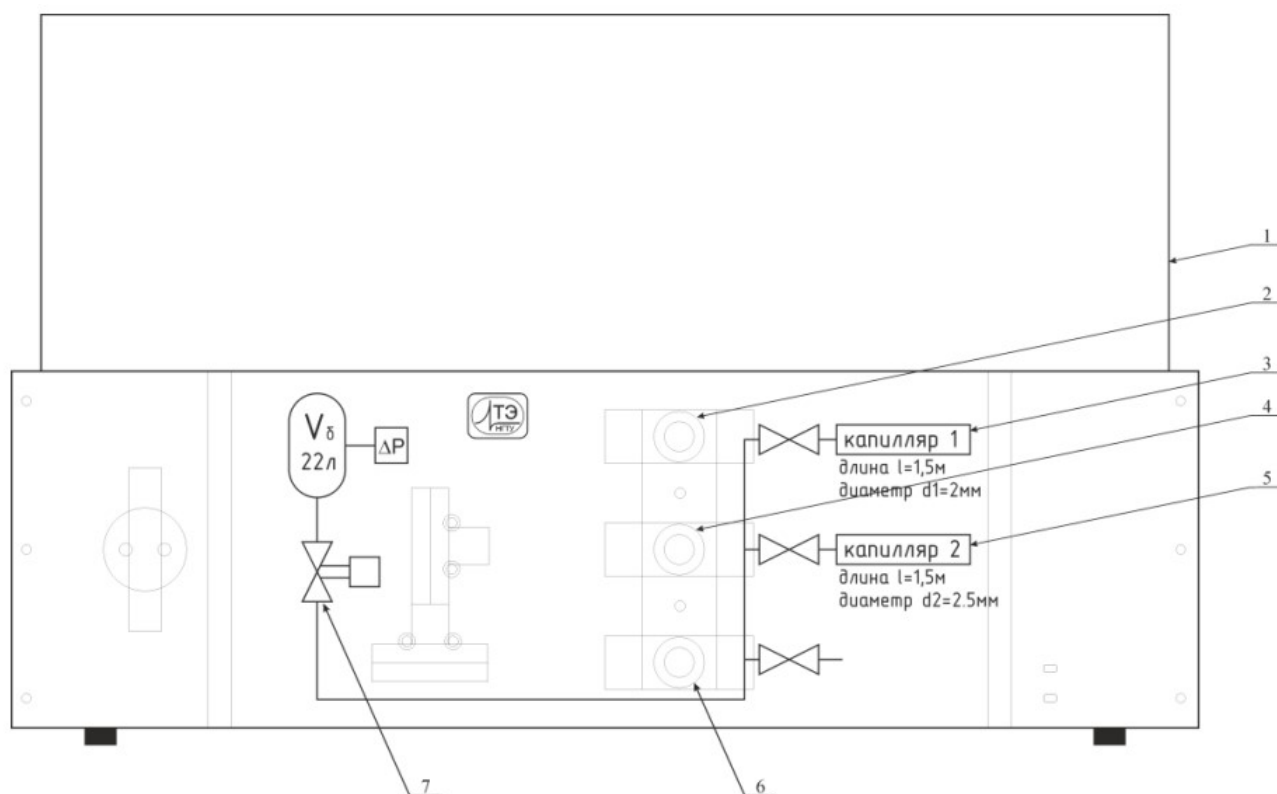 1
2
3
4
5
6
7
V δ
22л
ΔP
ТЭ
НГТУ
капилляр 1
длина l=1,5м
диаметр d1=2мм
капилляр 2
длина l=1,5м
диаметр d2=2.5мм